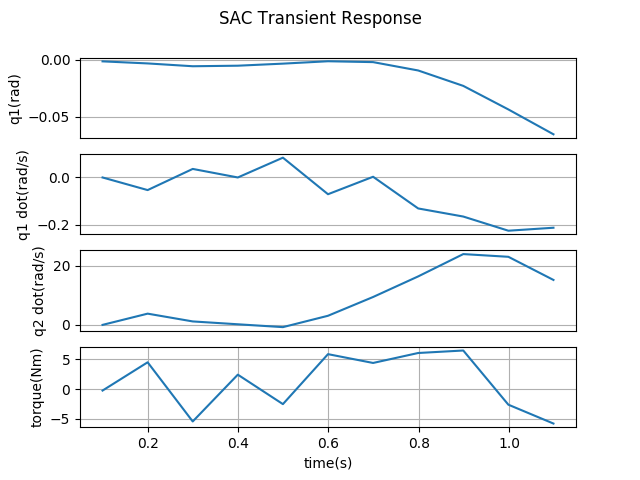 SAC Transient Response
0.00
−0.05
q1(rad)
0.0
−0.2
q1 dot(rad/s)
20
0
q2 dot(rad/s)
5
0
−5
torque(Nm)
0.2 0.4 0.6 0.8 1.0
time(s)